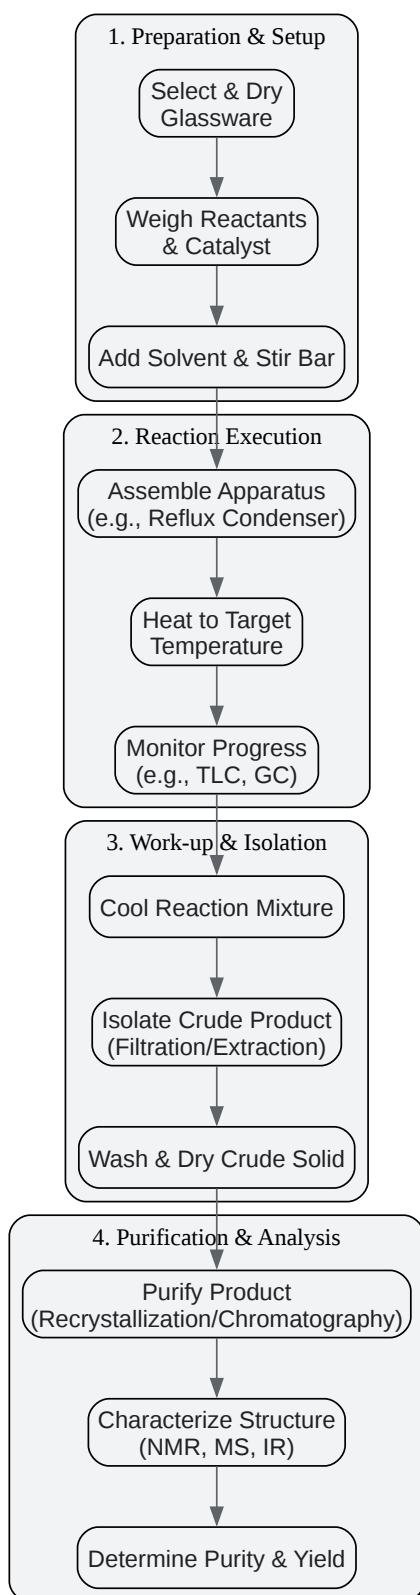 1. Preparation & Setup
Select & Dry
Glassware
Weigh Reactants
& Catalyst
Add Solvent & Stir Bar
2. Reaction Execution
Assemble Apparatus
(e.g., Reflux Condenser)
Heat to Target
Temperature
Monitor Progress
(e.g., TLC, GC)
3. Work-up & Isolation
Cool Reaction Mixture
Isolate Crude Product
(Filtration/Extraction)
Wash & Dry Crude Solid
4. Purification & Analysis
Purify Product
(Recrystallization/Chromatography)
Characterize Structure
(NMR, MS, IR)
Determine Purity & Yield